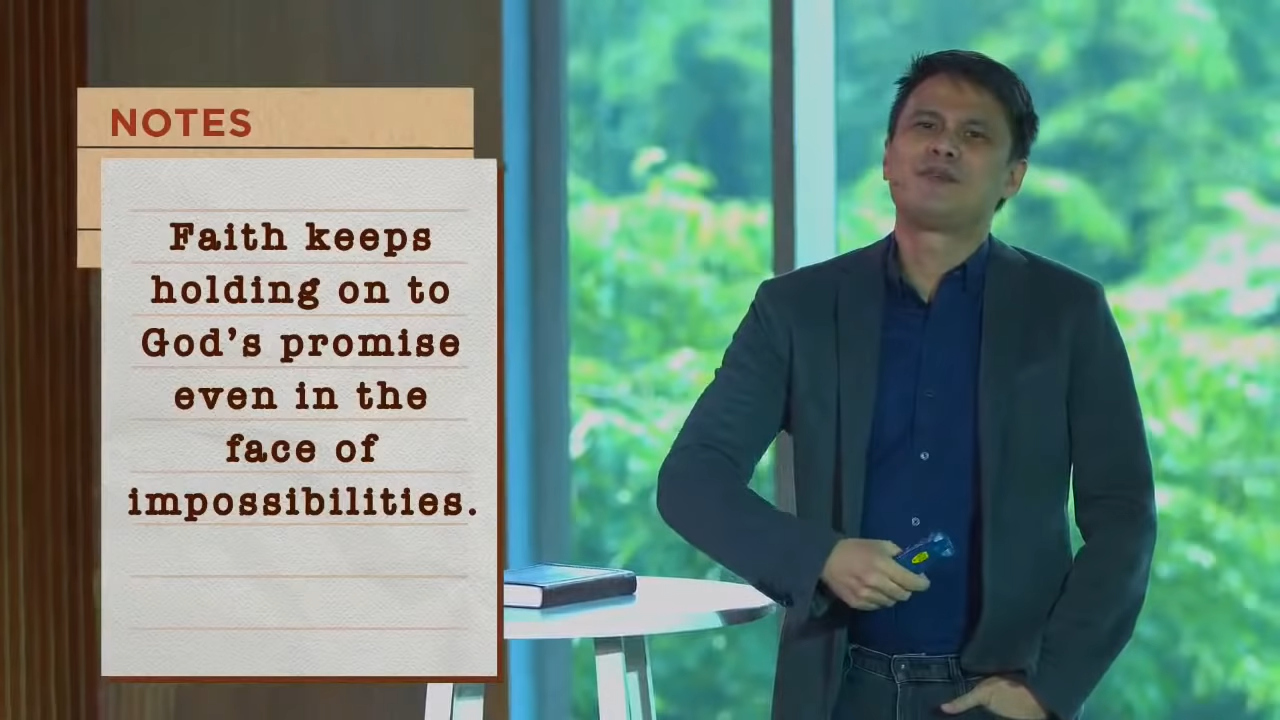 NOTES
Faith keeps
holding on to
God's promise
even in the
face of
impossibilities.